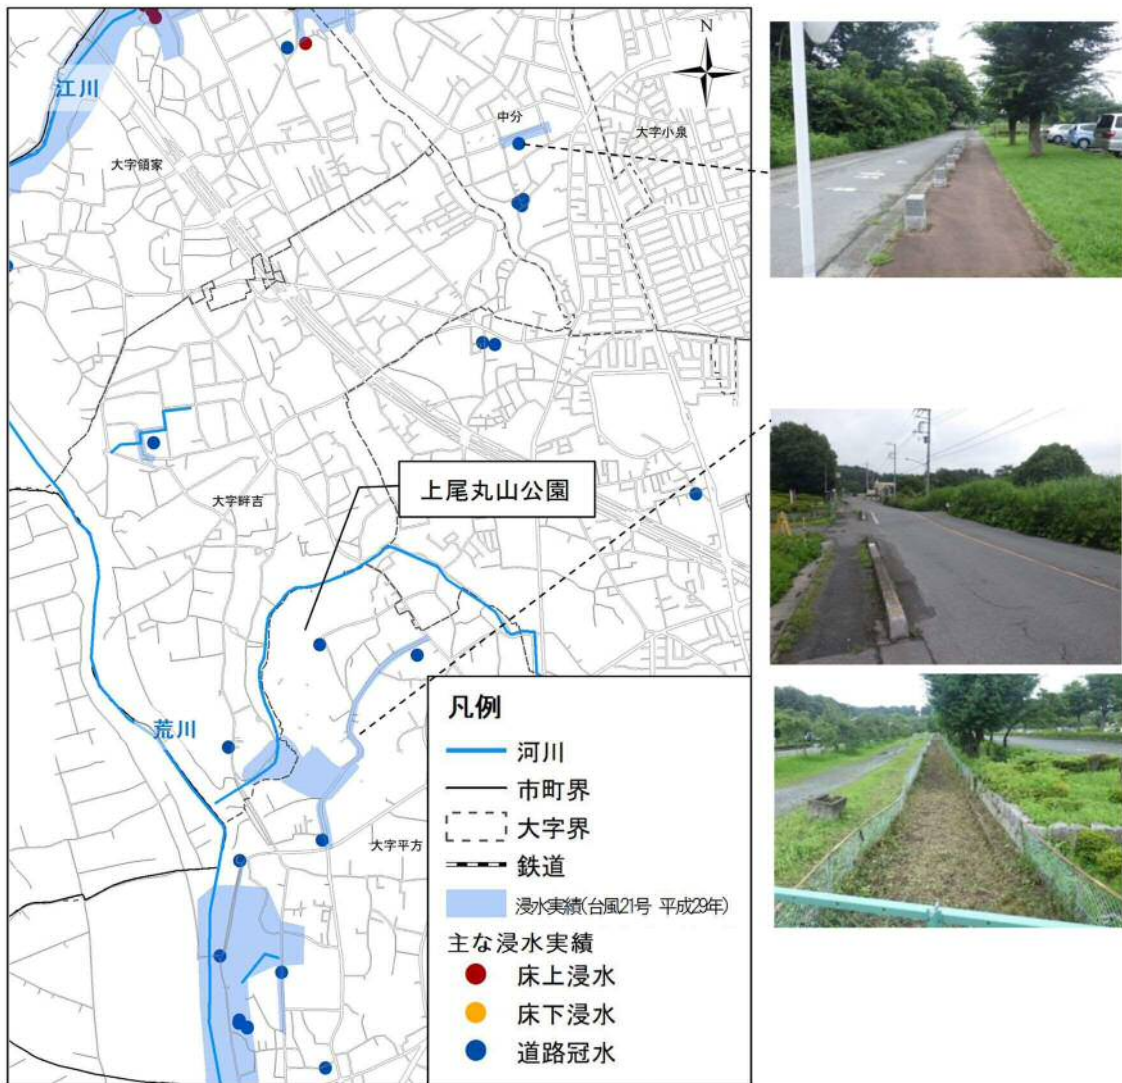 N
江川
中分
大字小泉
大字領家
上尾丸山公園
大字畔吉
荒川
大字平方
凡例
河川
市町界
大字界
鉄道
浸水実績(台風21号 平成29年)
主な浸水実績
床上浸水
床下浸水
道路冠水